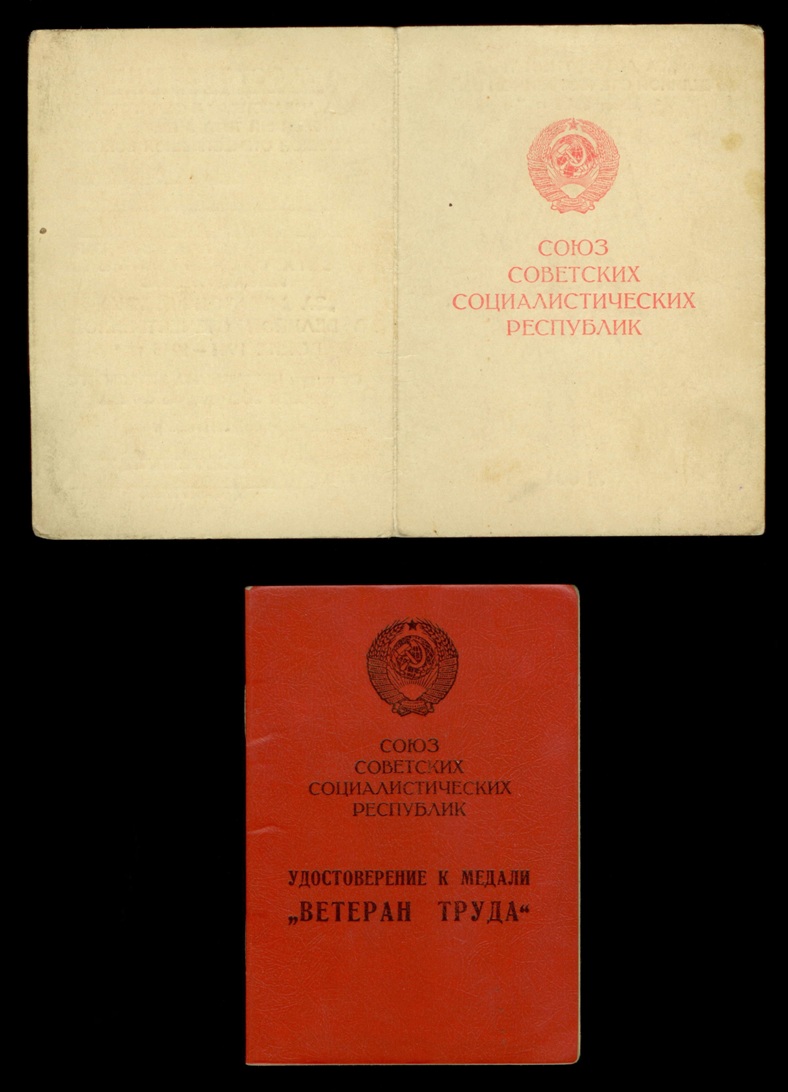 СОЮЗ
СОВЕТСКИХ
СОЦИАЛИСТИЧЕСКИХ
РЕСПУБЛИК
СОЮЗ
СОВЕТСКИХ
СОЦИАЛИСТИЧЕСКИХ
РЕСПУБЛИК
УДОСТОВЕРЕНИЕ К МЕДАЛИ
„ВЕТЕРАН ТРУДА“